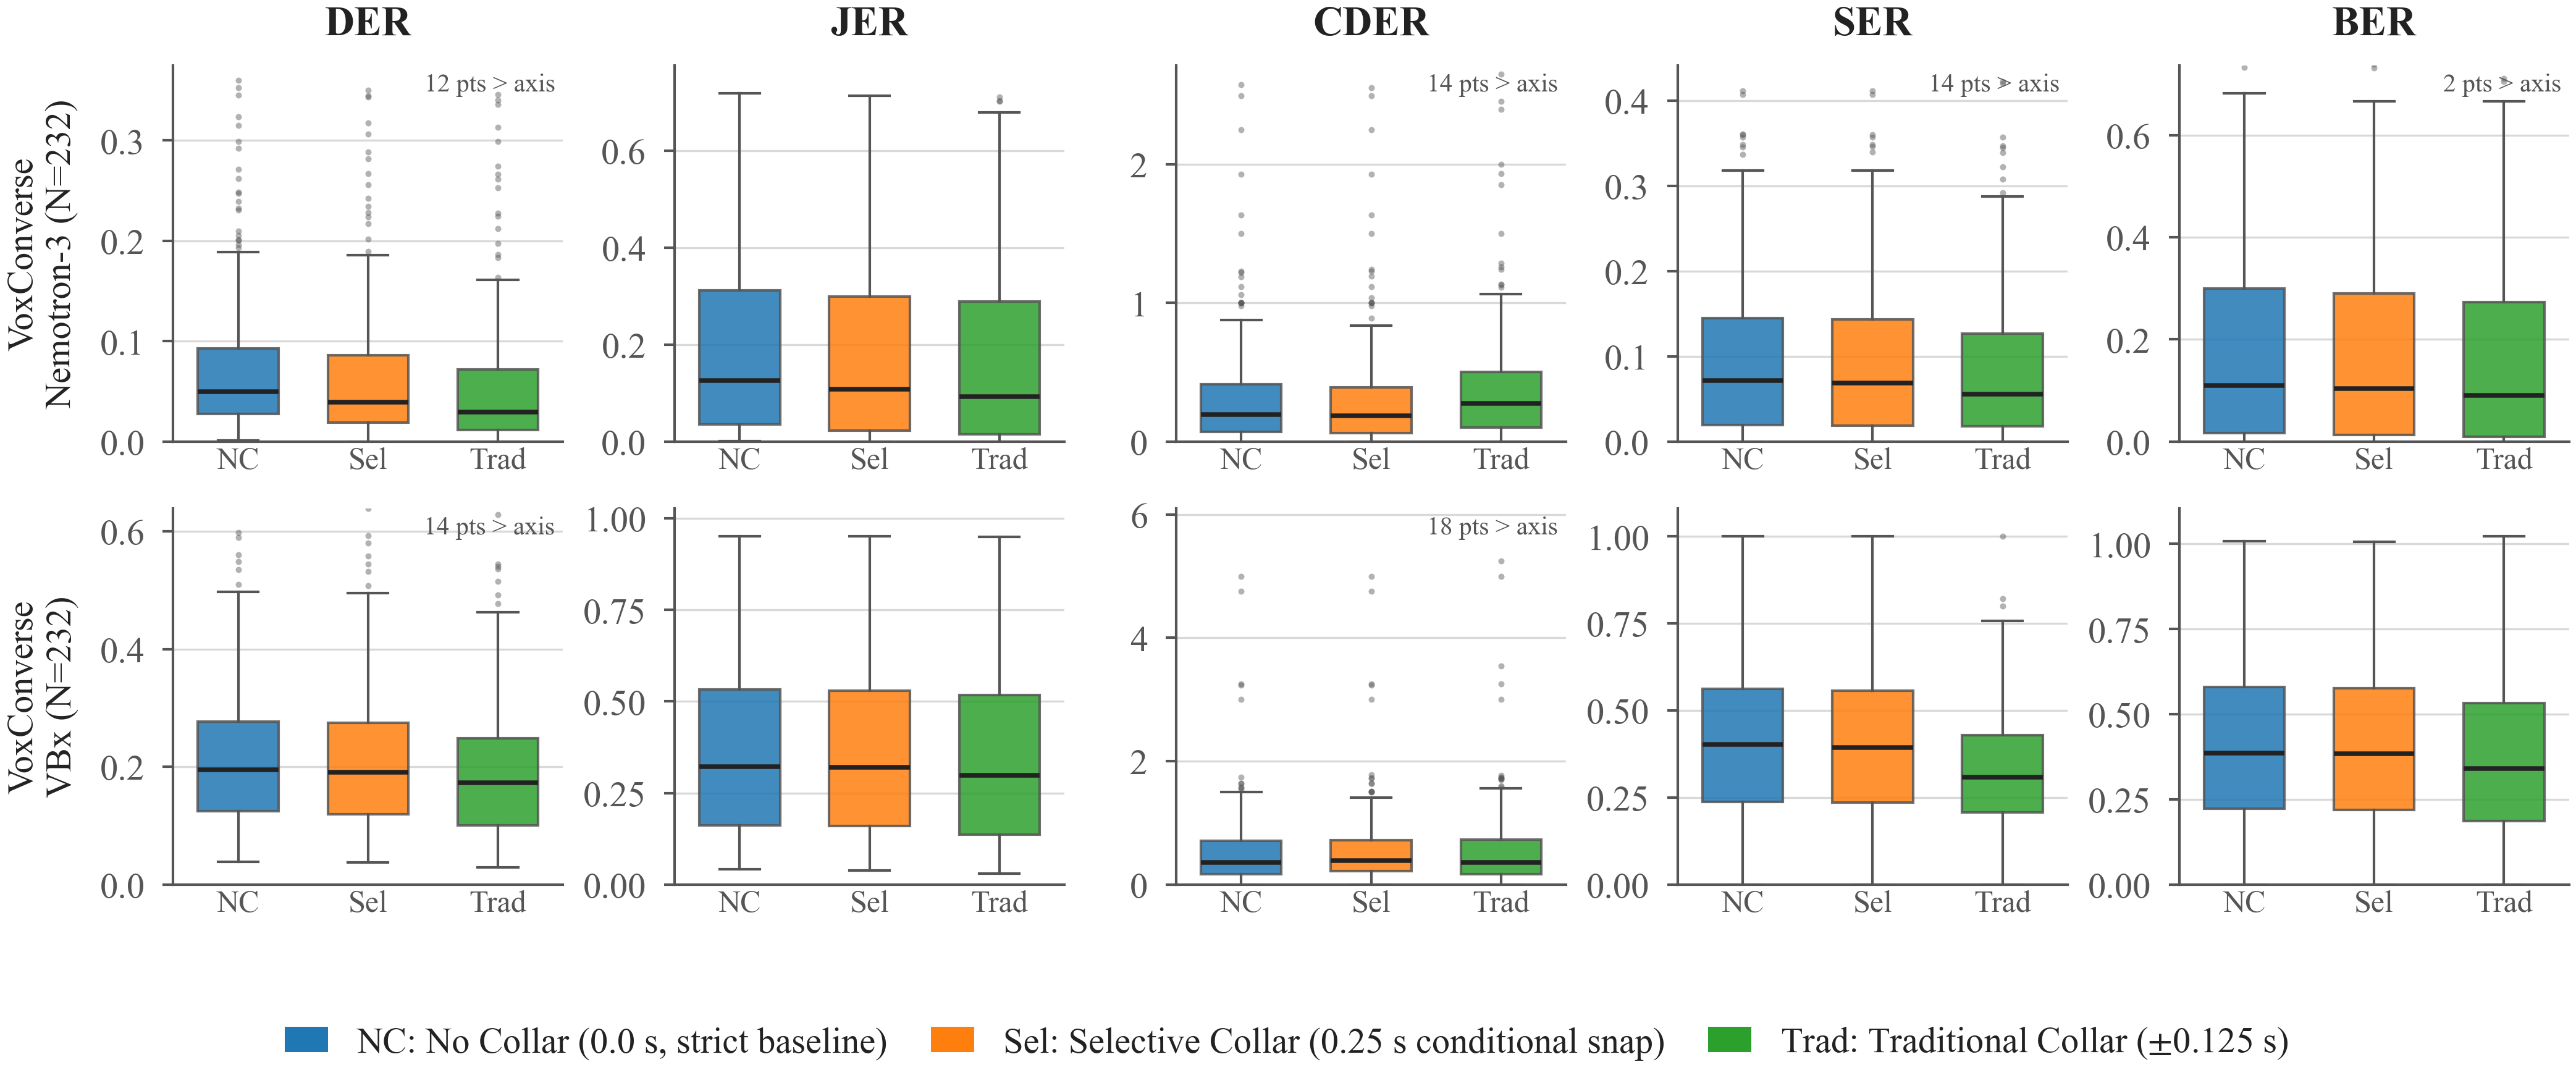 DER JER CDER SER BER
VoxConverse
Nemotron-3 (N=232)
12 pts > axis
0.3
0.2
0.1
0.0
NC Sel Trad
0.6
0.4
0.2
0.0
NC Sel Trad
14 pts > axis
2
1
0
NC Sel Trad
14 pts > axis
0.4
0.3
0.2
0.1
0.0
NC Sel Trad
2 pts > axis
0.6
0.4
0.2
0.0
NC Sel Trad
VoxConverse
VBx (N=232)
14 pts > axis
0.6
0.4
0.2
0.0
NC Sel Trad
1.00
0.75
0.50
0.25
0.00
NC Sel Trad
18 pts > axis
6
4
2
0
NC Sel Trad
1.00
0.75
0.50
0.25
0.00
NC Sel Trad
1.00
0.75
0.50
0.25
0.00
NC Sel Trad
NC: No Collar (0.0 s, strict baseline) Sel: Selective Collar (0.25 s conditional snap) Trad: Traditional Collar (±0.125 s)